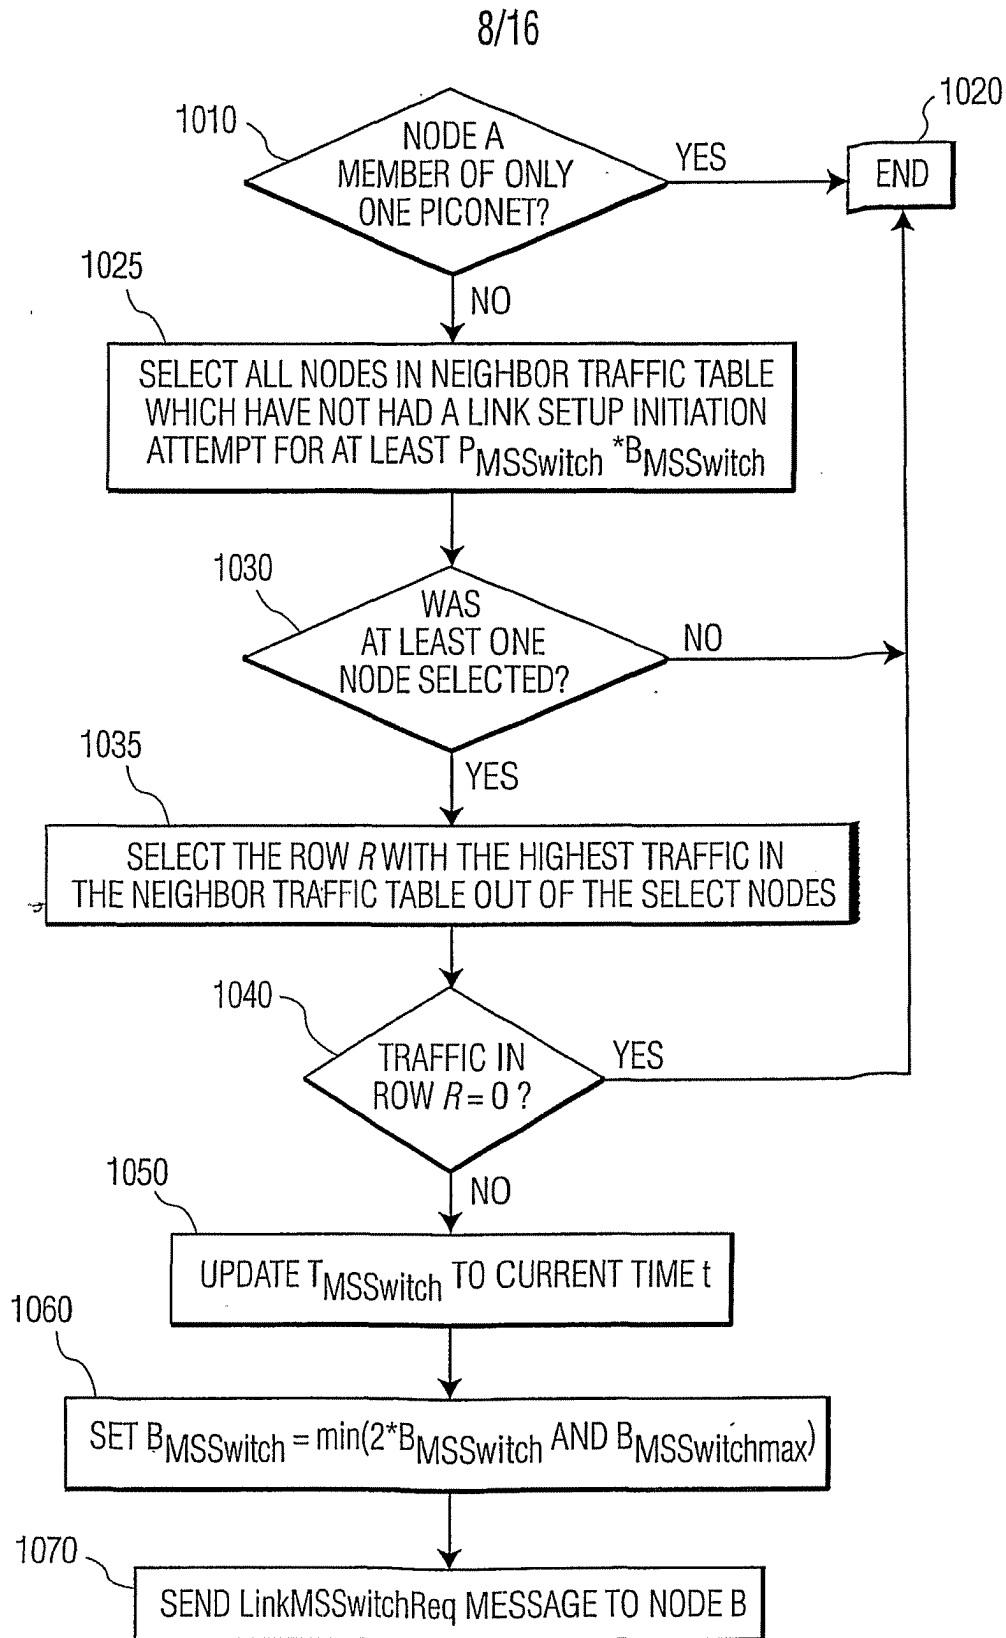 8/16
1010
NODE A
MEMBER OF ONLY
ONE PICONET?
YES
1020
END
NO
1025
SELECT ALL NODES IN NEIGHBOR TRAFFIC TABLE
WHICH HAVE NOT HAD A LINK SETUP INITIATION
ATTEMPT FOR AT LEAST PMSSwitch *BMSSwitch
1030
WAS
AT LEAST ONE
NODE SELECTED?
NO
YES
1035
SELECT THE ROW R WITH THE HIGHEST TRAFFIC IN
THE NEIGHBOR TRAFFIC TABLE OUT OF THE SELECT NODES
1040
TRAFFIC IN
ROW R = 0 ?
YES
NO
1050
UPDATE TMSSwitch TO CURRENT TIME t
1060
SET BMSSwitch = min(2*BMSSwitch AND BMSSwitchmax)
1070
SEND LinkMSSwitchReq MESSAGE TO NODE B